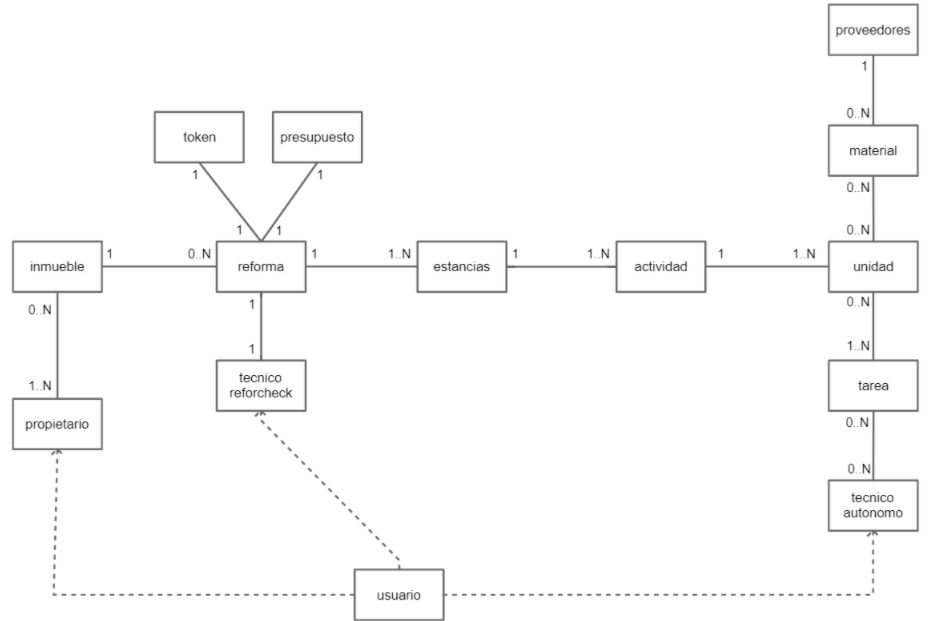 proveedores
1
0..N
token
presupuesto
material
1
1
0..N
1
1
0..N
inmueble
1
0..N
reforma
1
1..N
estancias
1
1..N
actividad
1
1..N
unidad
0..N
1
0..N
1..N
1
1..N
tecnico
reforcheck
tarea
propietario
0..N
0..N
tecnico
autonomo
usuario